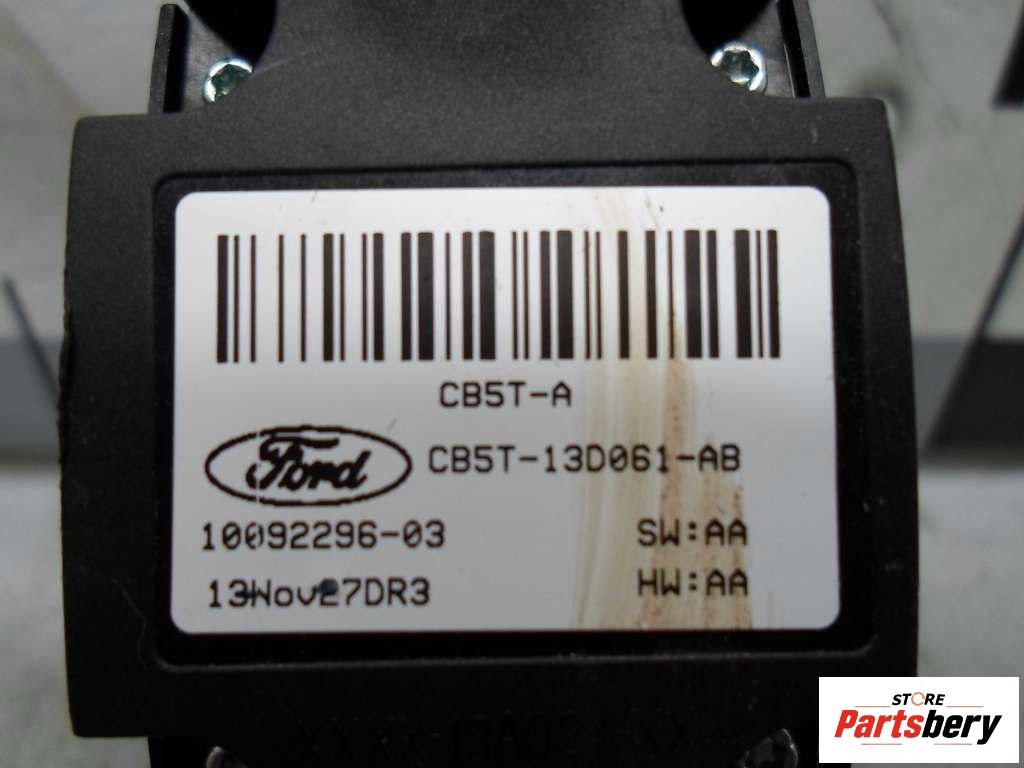 CB5T-A
Ford CB5T-13D061-AB
10092296-03 SW:AA
13Nov27DR3 HW:AA
STORE
Partsbery